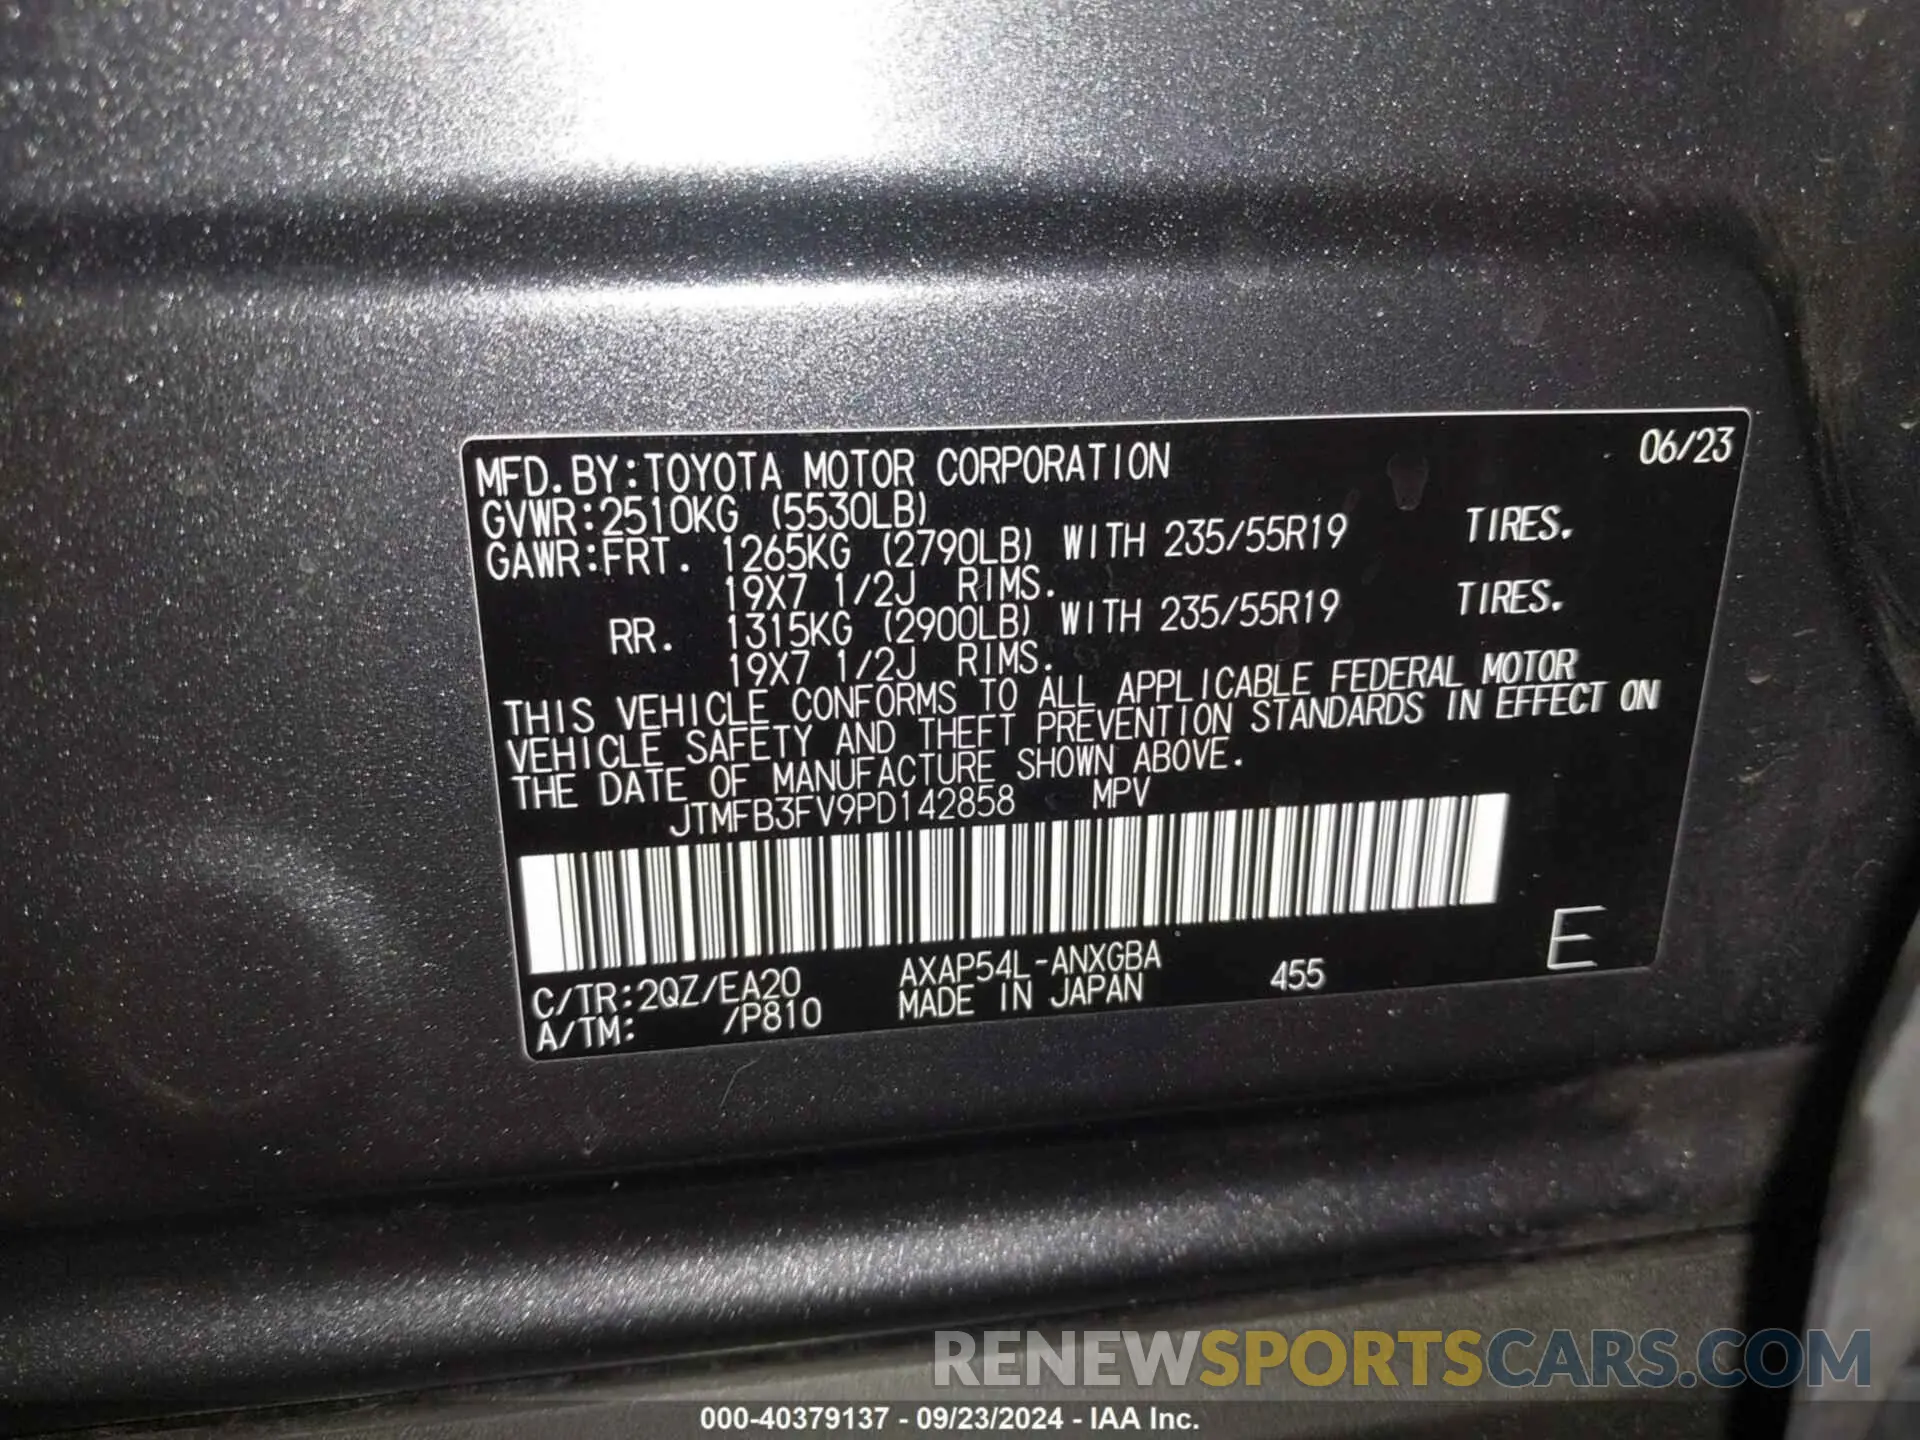 MFD.BY:TOYOTA MOTOR CORPORATION 06/23
GVWR:2510KG (5530LB)
GAWR:FRT. 1265KG (2790LB) WITH 235/55R19 TIRES.
19X7 1/2J RIMS.
RR. 1315KG (2900LB) WITH 235/55R19 TIRES.
19X7 1/2J RIMS.
THIS VEHICLE CONFORMS TO ALL APPLICABLE FEDERAL MOTOR
VEHICLE SAFETY AND THEFT PREVENTION STANDARDS IN EFFECT ON
THE DATE OF MANUFACTURE SHOWN ABOVE.
JTMFB3FV9PD142858 MPV
C/TR:2QZ/EA20 AXAP54L-ANXGBA 455 E
A/TM: /P810 MADE IN JAPAN
RENEWSPORTSCARS.COM
000-40379137 - 09/23/2024 - IAA Inc.